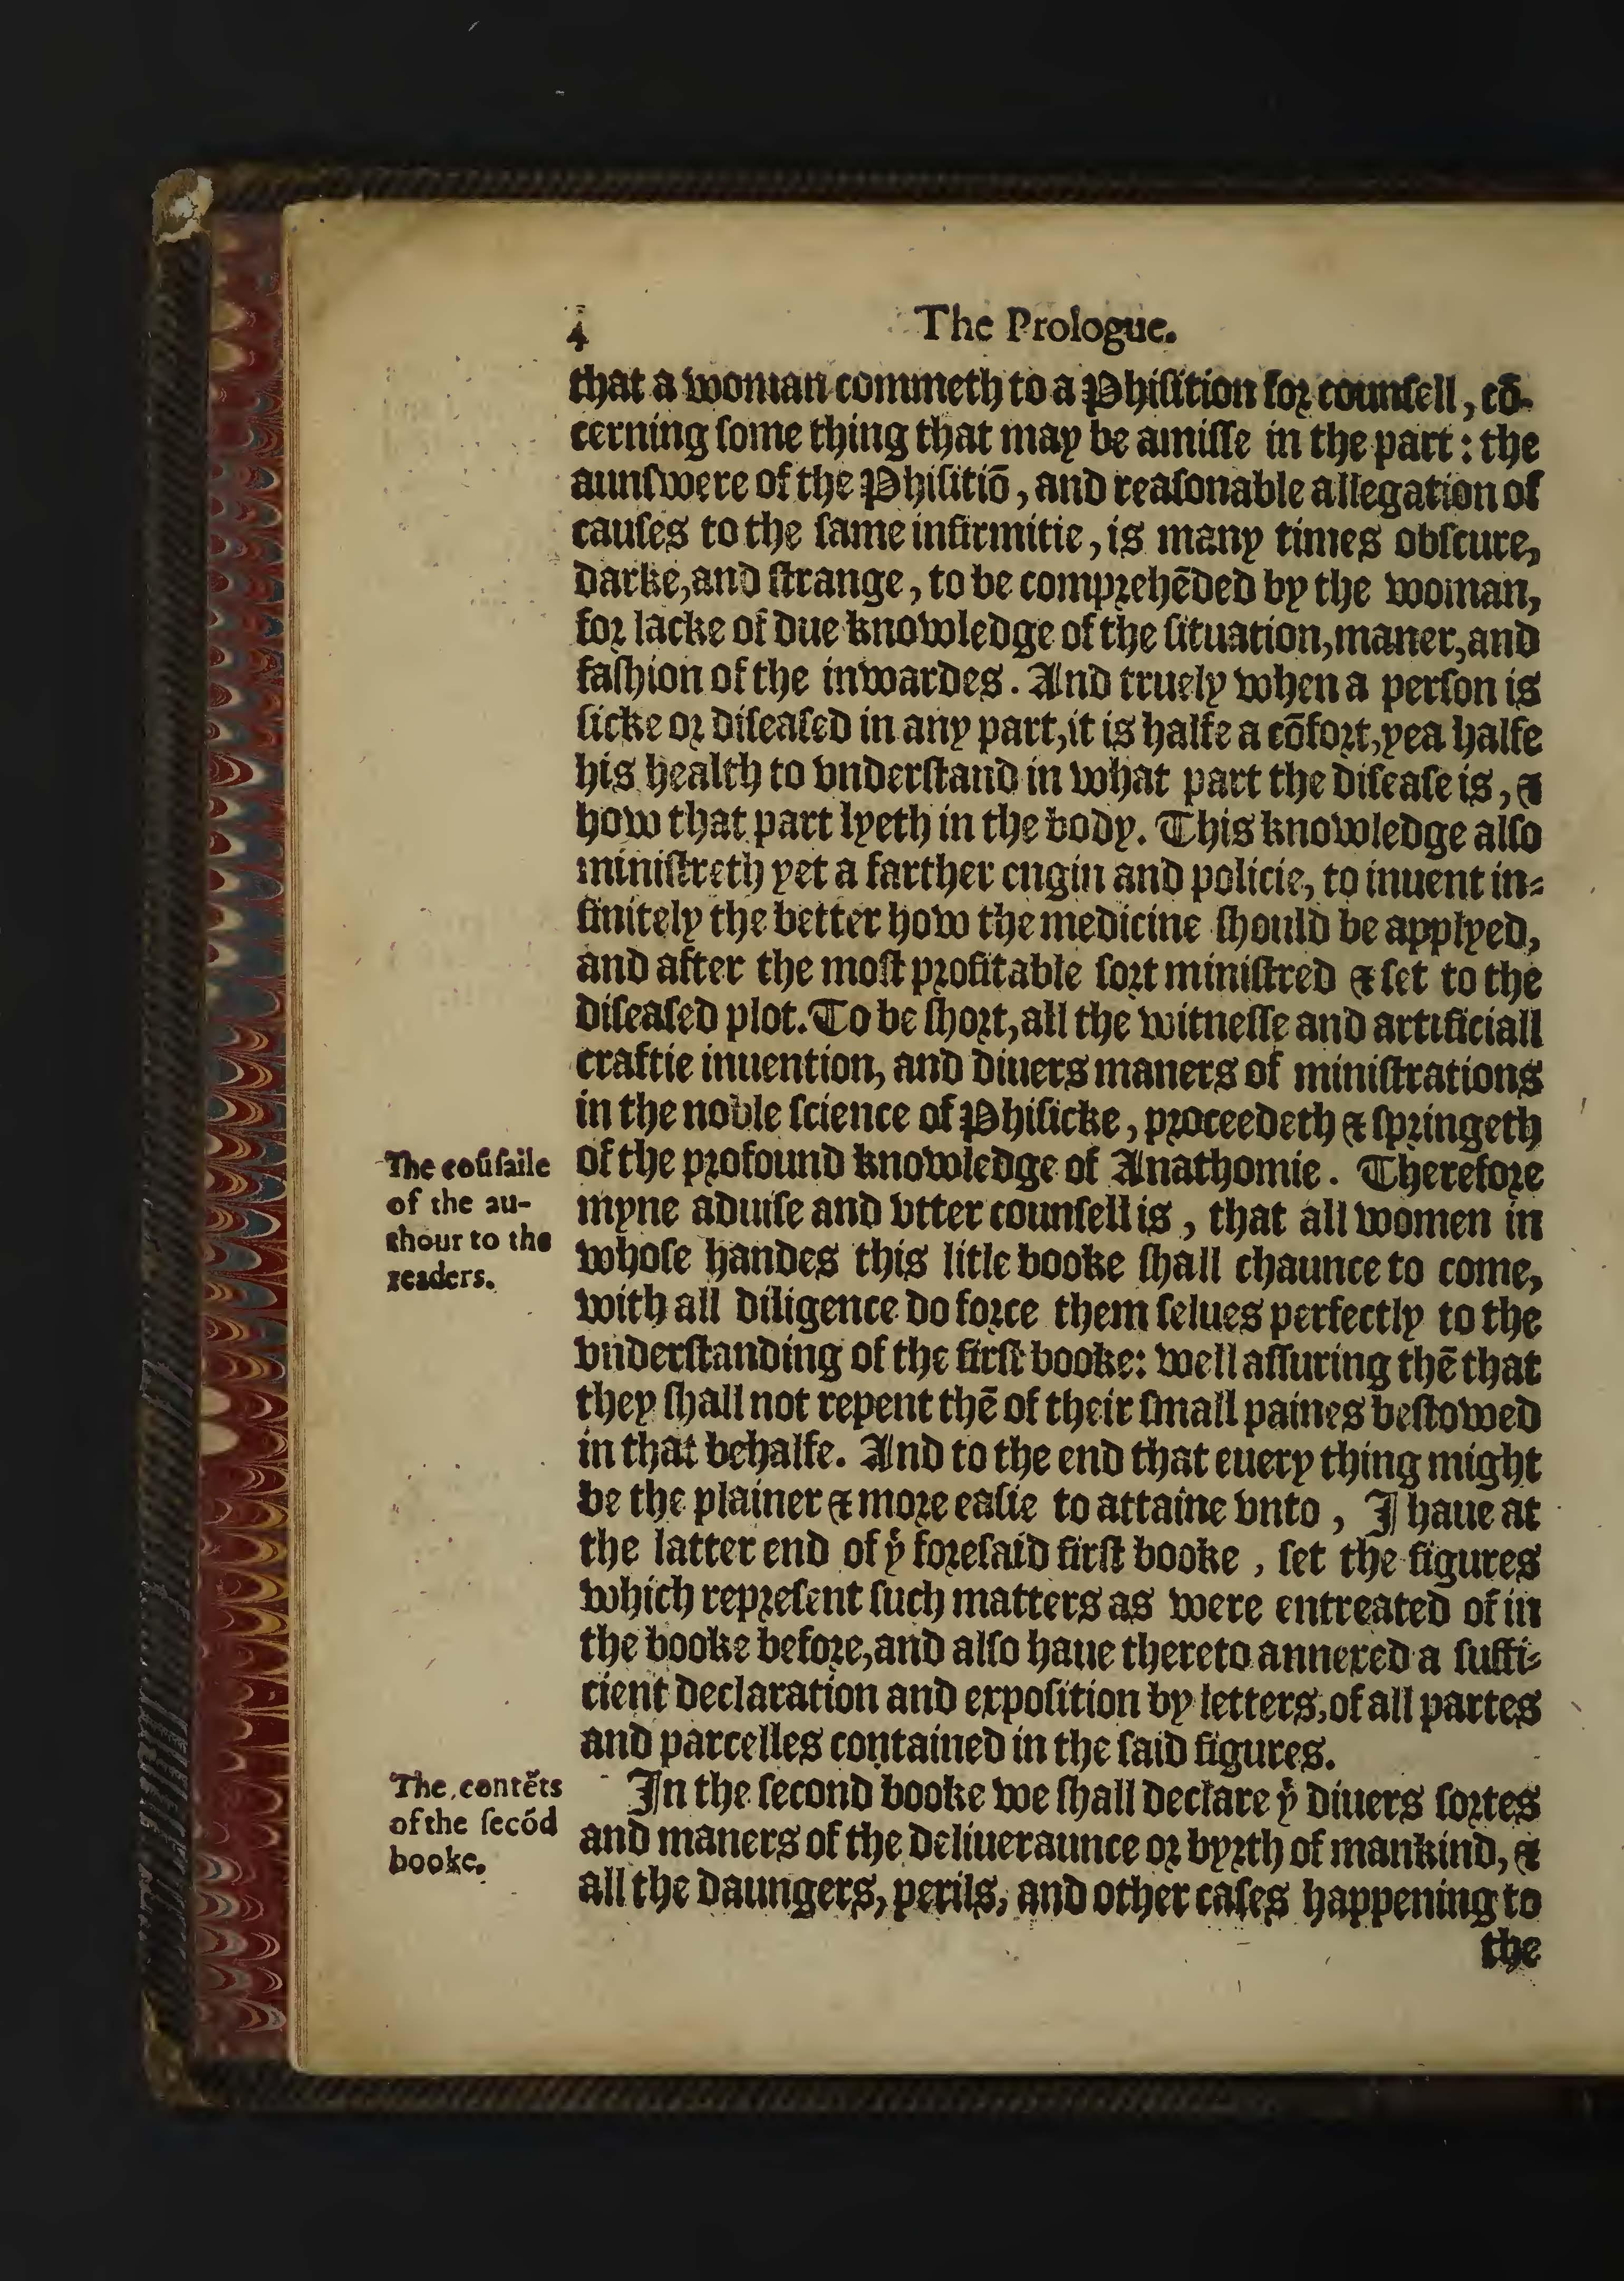 4
The Prologue.
that a woman commeth to a Phiſition for counſell, cō-
cerning ſome thing that may be amiſſe in the part: the
aunſwere of the Phiſitiō, and reaſonable allegation of
cauſes to the ſame infirmitie, is many times obſcure,
darke, and ſtrange, to be comprehēded by the woman,
for lacke of due knowledge of the ſituation, maner, and
faſhion of the inwardes. And truely when a perſon is
ſicke or diſeaſed in any part, it is halfe a cōfort, yea halfe
his health to vnderſtand in what part the diſeaſe is, &
how that part lyeth in the body. This knowledge alſo
miniſtreth yet a farther engin and policie, to inuent in-
finitely the better how the medicine ſhould be applyed,
and after the moſt profitable ſort miniſtred & ſet to the
diſeaſed plot. To be ſhort, all the witneſſe and artificiall
craftie inuention, and diuers maners of miniſtrations
in the noble ſcience of Phiſicke, proceedeth & ſpringeth
of the profound knowledge of Anathomie. Therefore
myne aduiſe and vtter counſell is, that all women in
whoſe handes this litle booke ſhall chaunce to come,
with all diligence do force them ſelues perfectly to the
vnderſtanding of the firſt booke: well aſſuring thē that
they ſhall not repent thē of their ſmall paines beſtowed
in that behalfe. And to the end that euery thing might
be the plainer & more eaſie to attaine vnto, I haue at
the latter end of yͤ foreſaid firſt booke, ſet the figures
which repreſent ſuch matters as were entreated of in
the booke before, and alſo haue thereto annexed a ſuffi-
cient declaration and expoſition by letters, of all partes
and parcelles contained in the ſaid figures.
In the ſecond booke we ſhall declare yͤ diuers ſortes
and maners of the deliueraunce or byrth of mankind, &
all the daungers, perils, and other caſes happening to
the
The coūſaile
of the au-
thour to the
readers.
The contēts
of the ſecōd
booke.